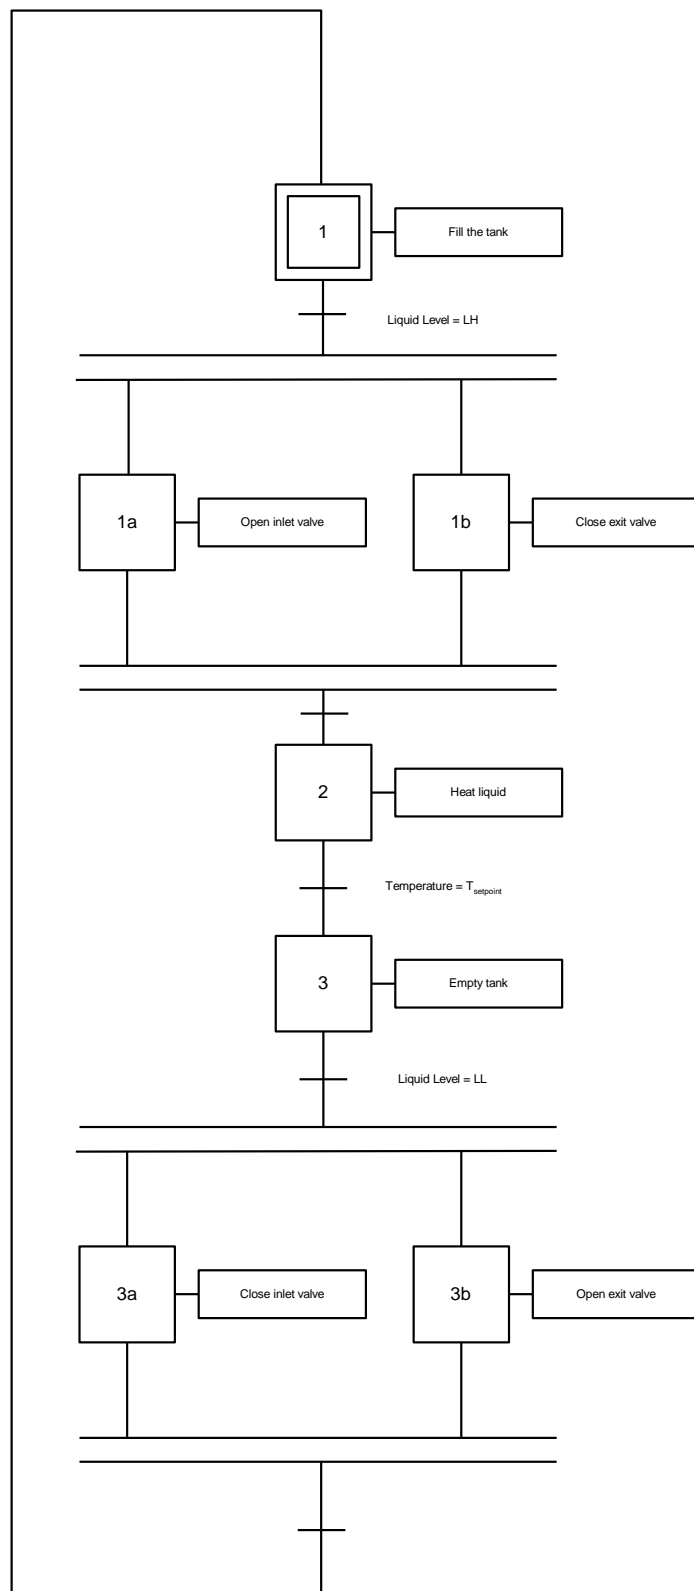 1
Fill the tank
Liquid Level = LH
1a
Open inlet valve
1b
Close exit valve
2
Heat liquid
Temperature = Tsetpoint
3
Empty tank
Liquid Level = LL
3a
Close inlet valve
3b
Open exit valve